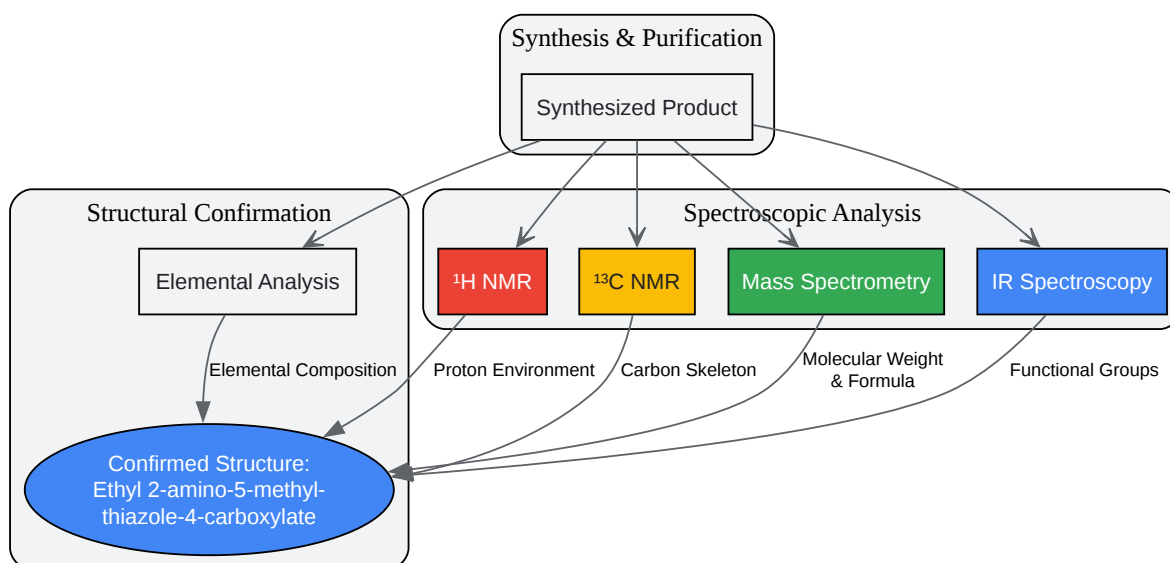 Synthesis & Purification
Synthesized Product
Structural Confirmation
Spectroscopic Analysis
Elemental Analysis
¹H NMR
¹³C NMR
Mass Spectrometry
IR Spectroscopy
Elemental Composition
Proton Environment
Carbon Skeleton
Molecular Weight
& Formula
Functional Groups
Confirmed Structure:
Ethyl 2-amino-5-methyl-
thiazole-4-carboxylate